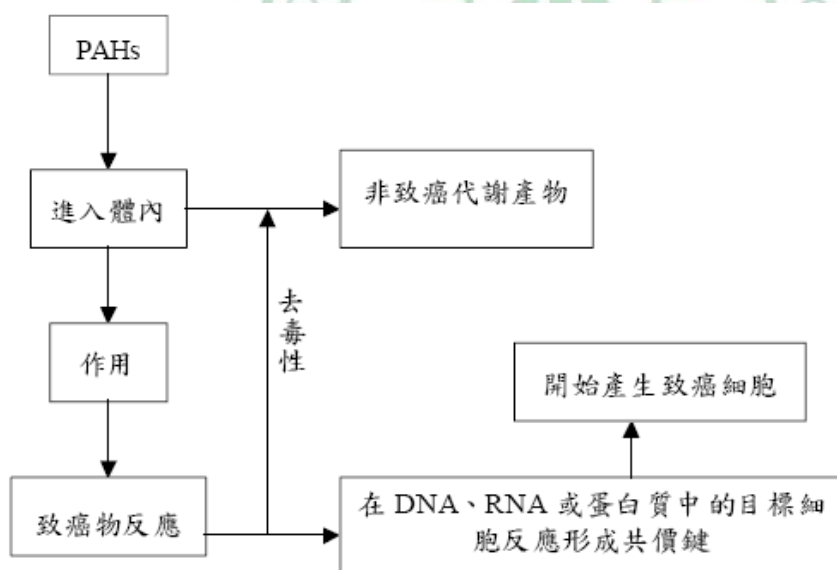 PAHs
進入體內
非致癌代謝產物
去毒性
作用
開始產生致癌細胞
致癌物反應
在 DNA、RNA 或蛋白質中的目標細
胞反應形成共價鍵